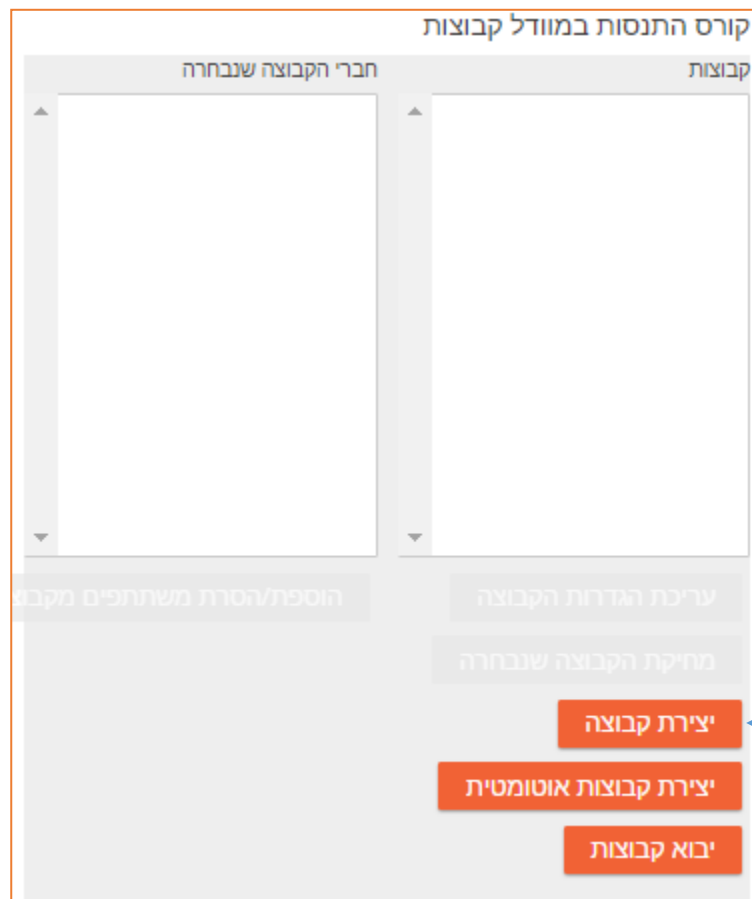 קורס התנסות במוודל קבוצות
קבוצות
חברי הקבוצה שנבחרה
עריכת הגדרות הקבוצה
הוספת/הסרת משתתפים
מחיקת הקבוצה שנבחרה
יצירת קבוצה
יצירת קבוצות אוטומטית
יבוא קבוצות